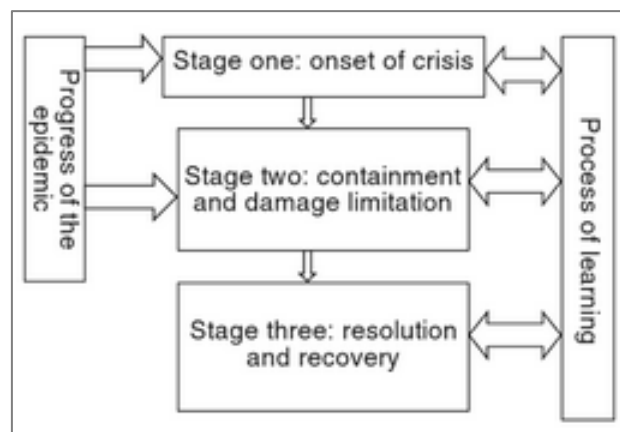 Progress of the
epidemic
Stage one: onset of crisis
Stage two: containment
and damage limitation
Stage three: resolution
and recovery
Process of learning